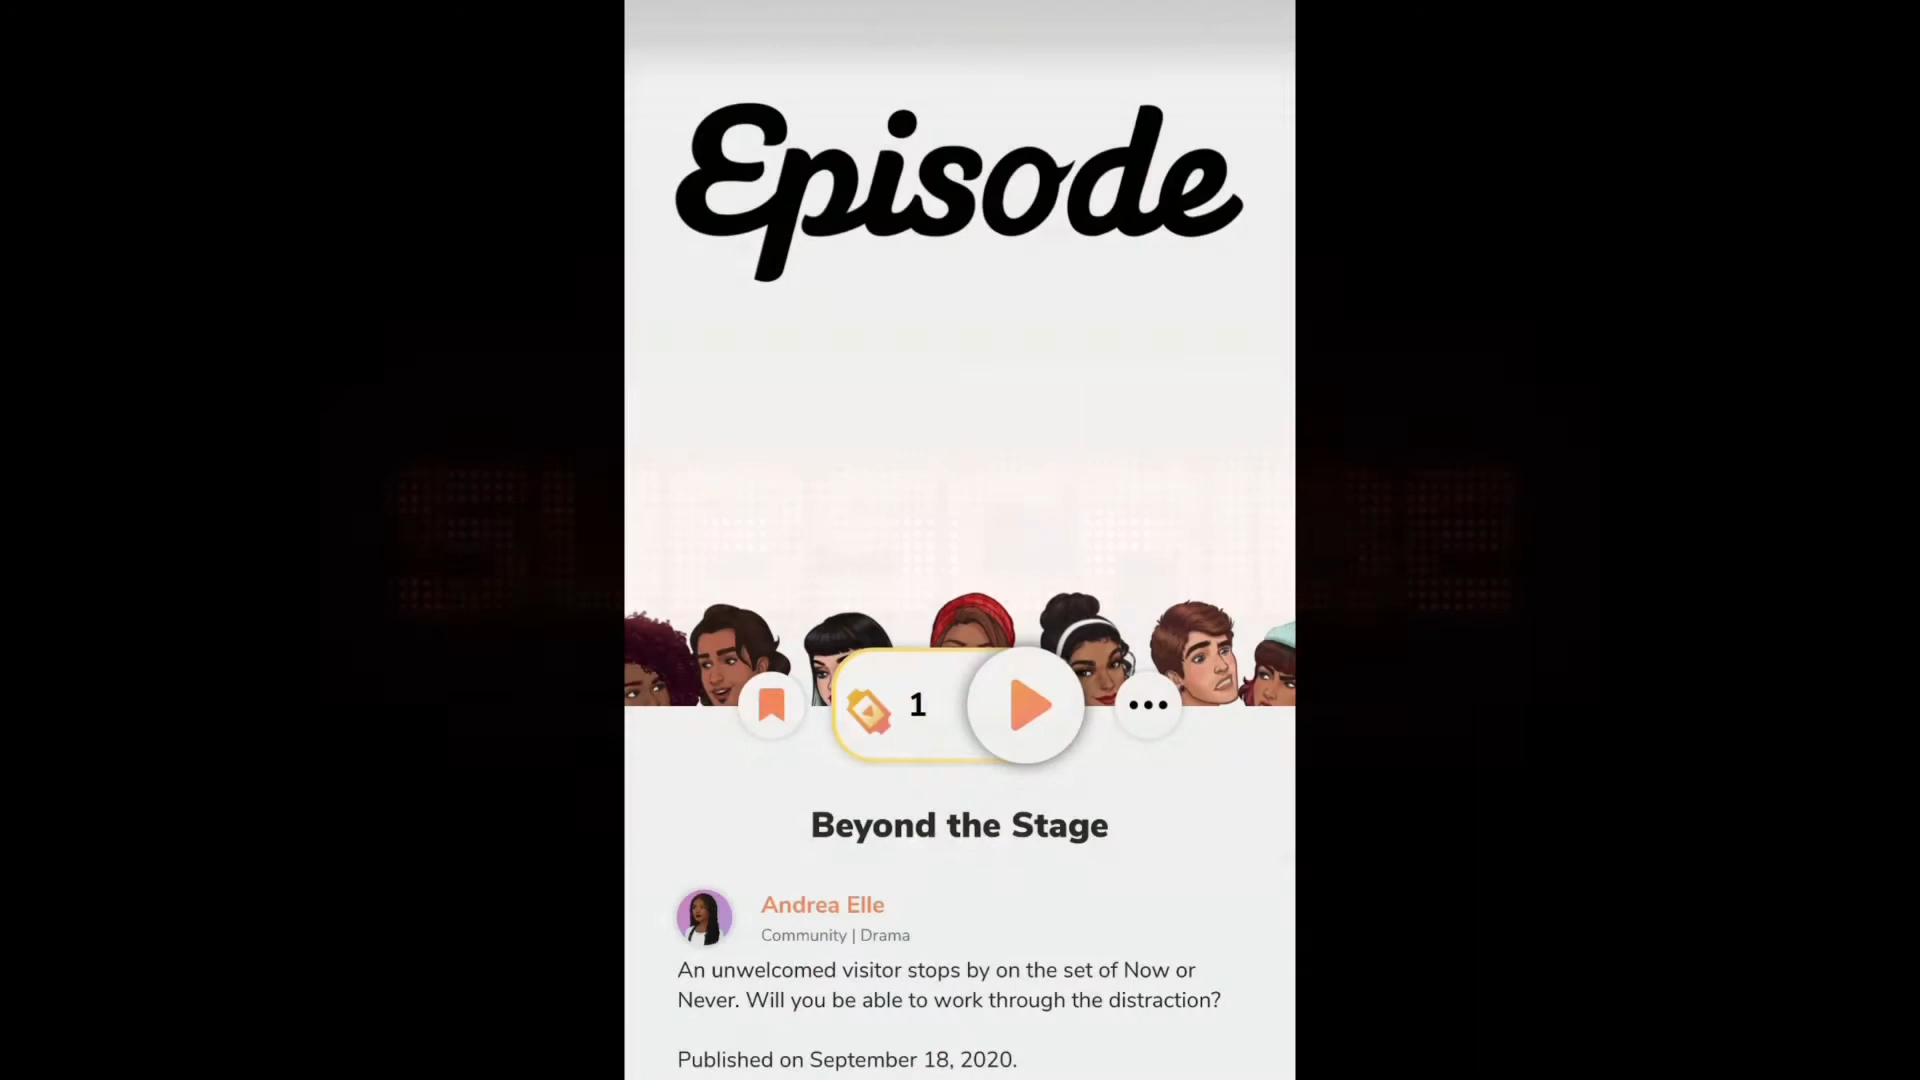 Episode
1
Beyond the Stage
Andrea Elle
Community | Drama
An unwelcomed visitor stops by on the set of Now or
Never. Will you be able to work through the distraction?
Published on September 18, 2020.